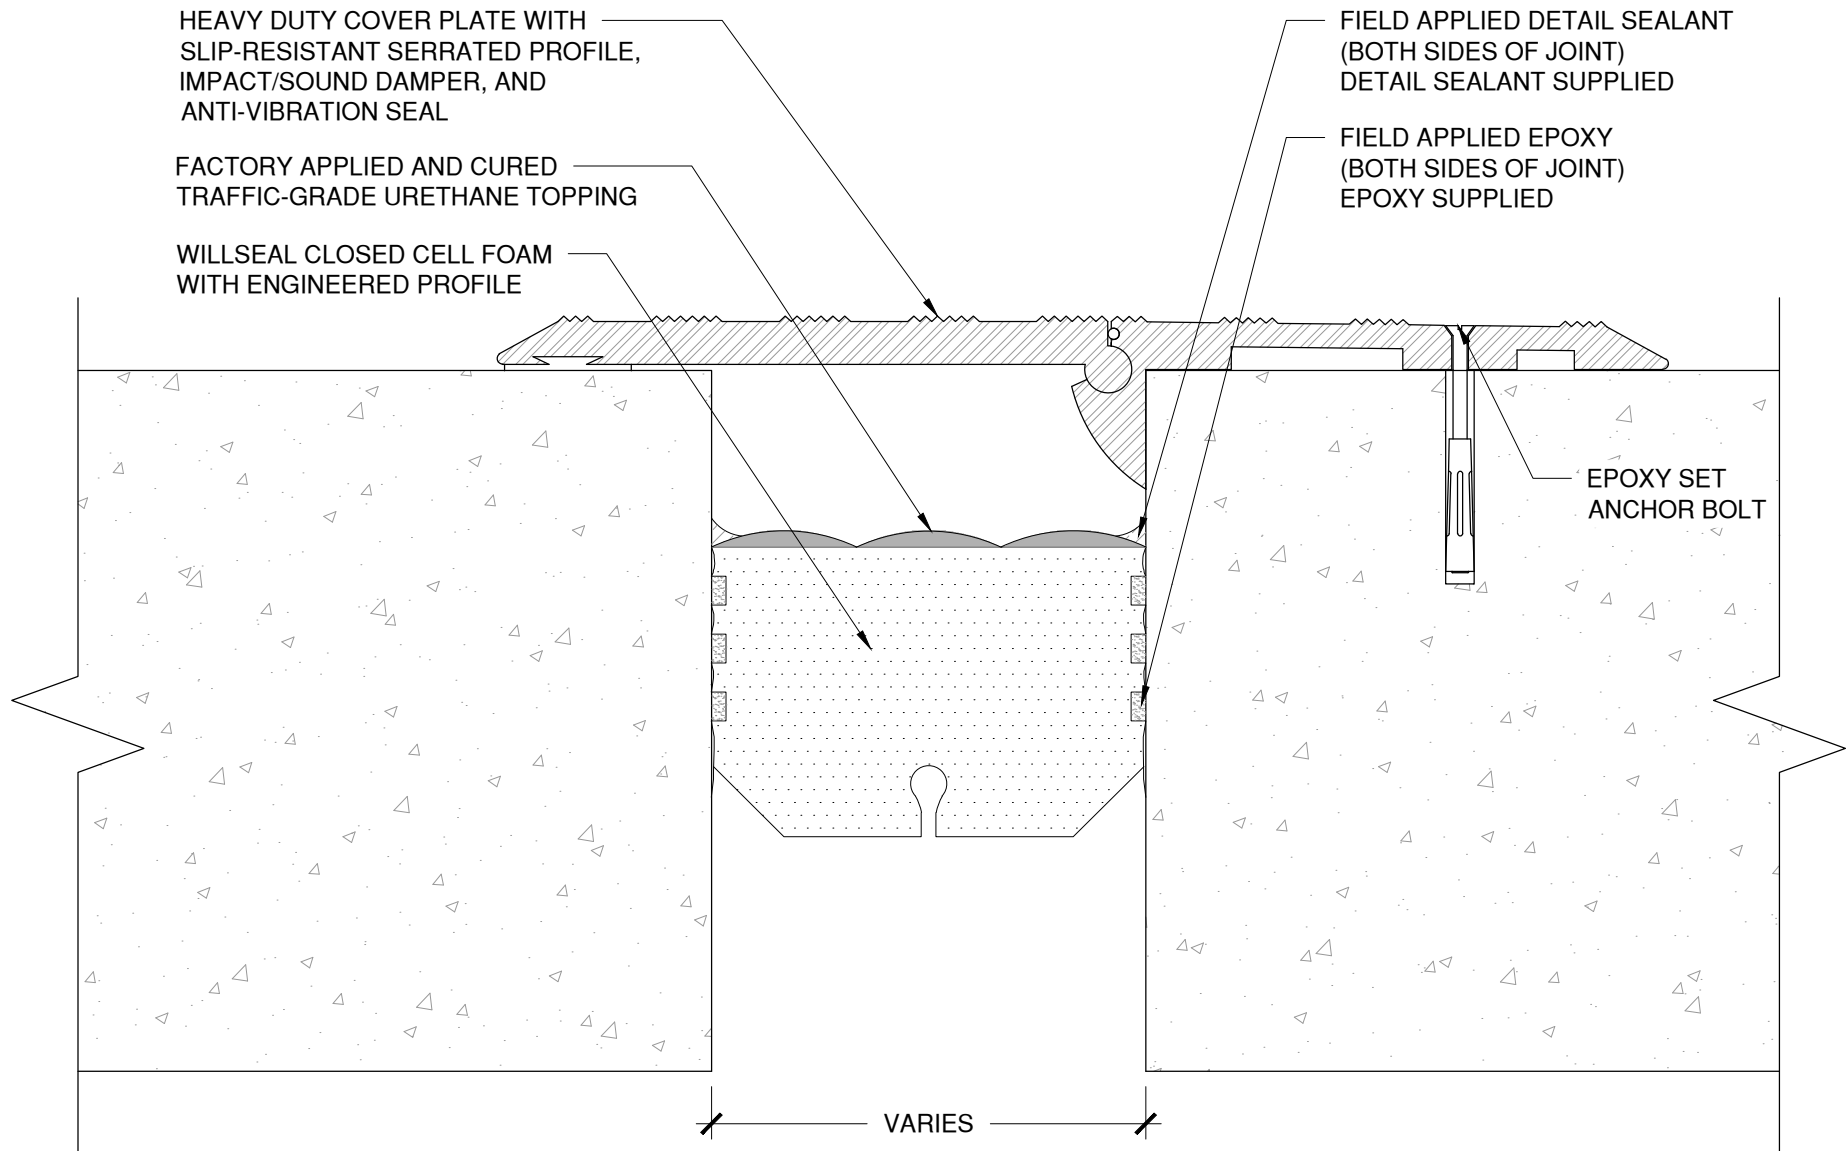 HEAVY DUTY COVER PLATE WITH
SLIP-RESISTANT SERRATED PROFILE,
IMPACT/SOUND DAMPER, AND
ANTI-VIBRATION SEAL
FACTORY APPLIED AND CURED
TRAFFIC-GRADE URETHANE TOPPING
WILLSEAL CLOSED CELL FOAM
WITH ENGINEERED PROFILE
FIELD APPLIED DETAIL SEALANT
(BOTH SIDES OF JOINT)
DETAIL SEALANT SUPPLIED
FIELD APPLIED EPOXY
(BOTH SIDES OF JOINT)
EPOXY SUPPLIED
EPOXY SET
ANCHOR BOLT
VARIES